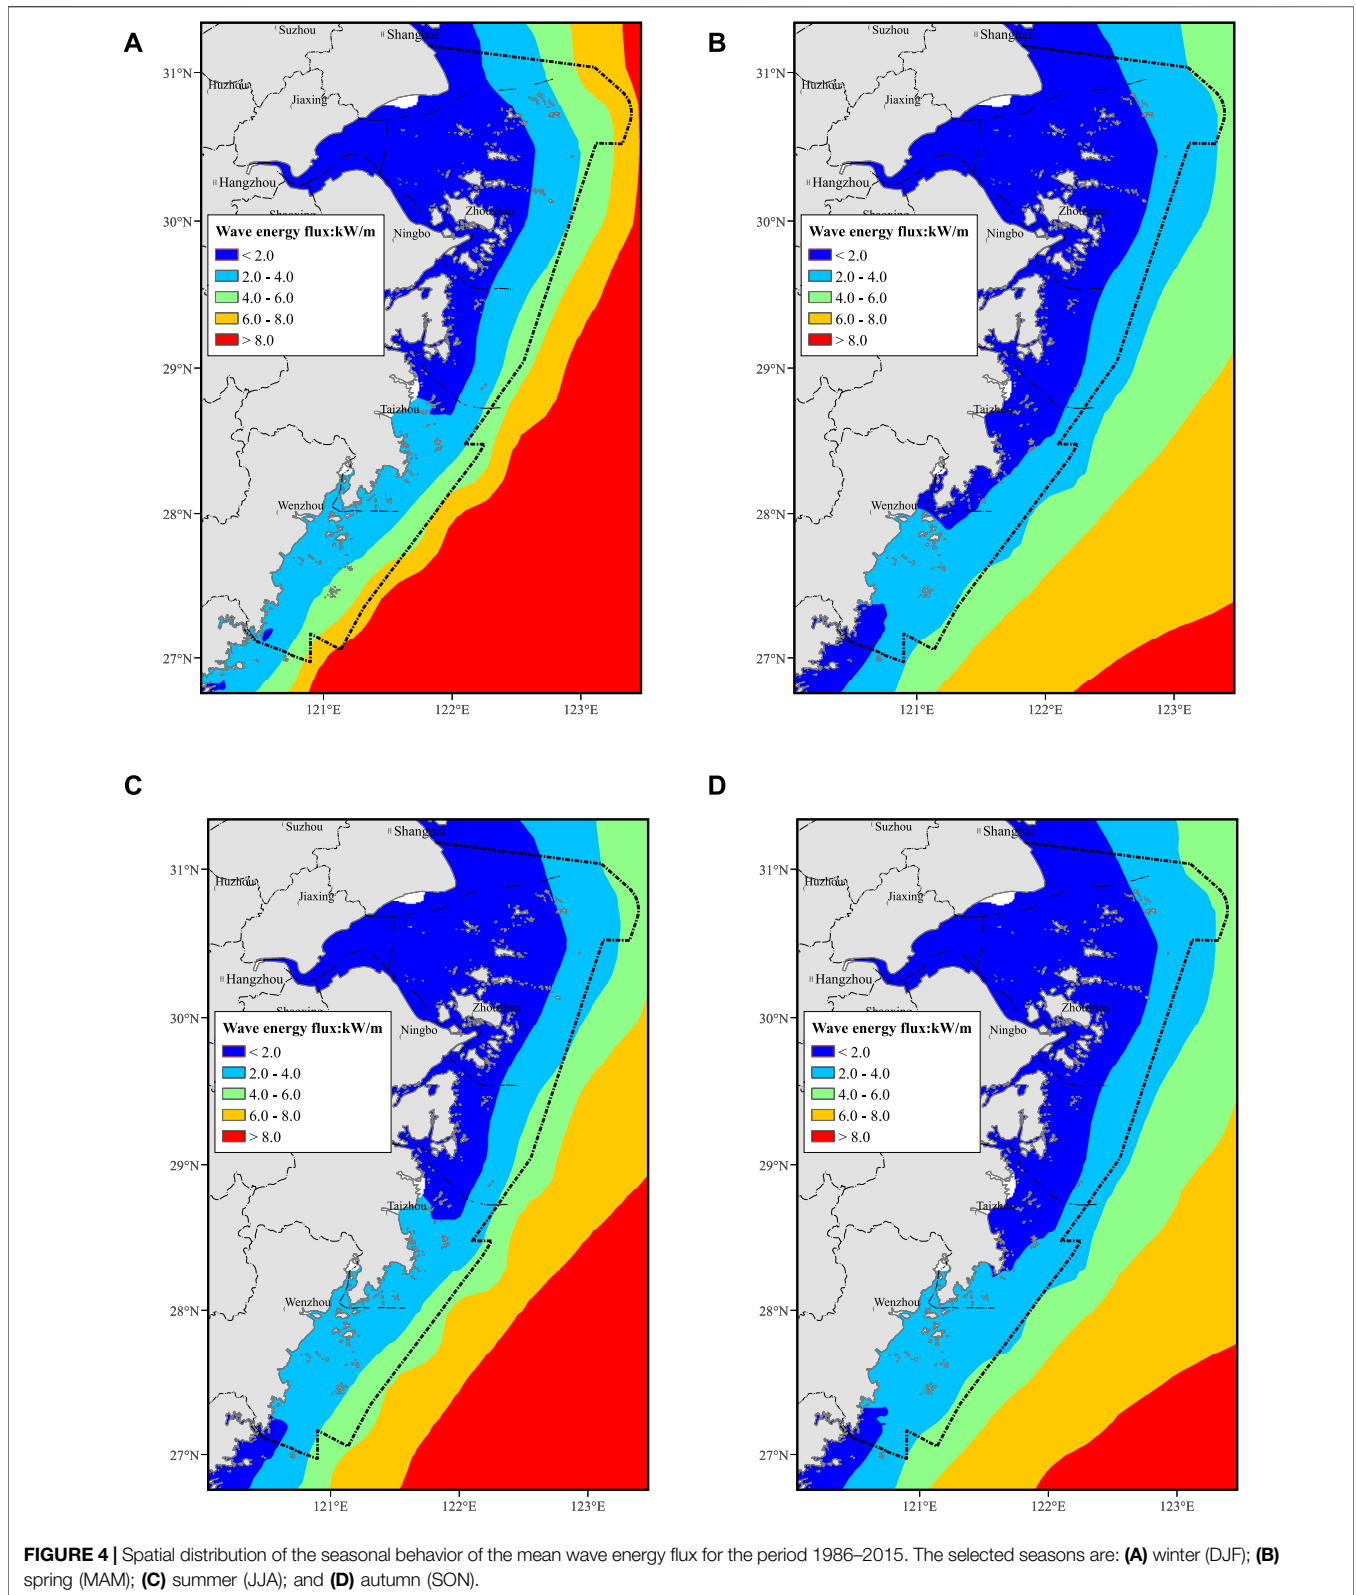 A
Suzhou
Shanghai
31°N
Huzhou
Jiaxing
Hangzhou
30°N
Zhoushan
Ningbo
Wave energy flux:kW/m
< 2.0
2.0 - 4.0
4.0 - 6.0
6.0 - 8.0
> 8.0
29°N
Taizhou
28°N
Wenzhou
27°N
121°E 122°E 123°E
B
Suzhou
Shanghai
31°N
Huzhou
Jiaxing
Hangzhou
30°N
Zhoushan
Ningbo
Wave energy flux:kW/m
< 2.0
2.0 - 4.0
4.0 - 6.0
6.0 - 8.0
> 8.0
29°N
Taizhou
28°N
Wenzhou
27°N
121°E 122°E 123°E
C
Suzhou
Shanghai
31°N
Huzhou
Jiaxing
Hangzhou
30°N
Zhoushan
Ningbo
Wave energy flux:kW/m
< 2.0
2.0 - 4.0
4.0 - 6.0
6.0 - 8.0
> 8.0
29°N
Taizhou
28°N
Wenzhou
27°N
121°E 122°E 123°E
D
Suzhou
Shanghai
31°N
Huzhou
Jiaxing
Hangzhou
30°N
Zhoushan
Ningbo
Wave energy flux:kW/m
< 2.0
2.0 - 4.0
4.0 - 6.0
6.0 - 8.0
> 8.0
29°N
Taizhou
28°N
Wenzhou
27°N
121°E 122°E 123°E
FIGURE 4 | Spatial distribution of the seasonal behavior of the mean wave energy flux for the period 1986–2015. The selected seasons are: (A) winter (DJF); (B)
spring (MAM); (C) summer (JJA); and (D) autumn (SON).